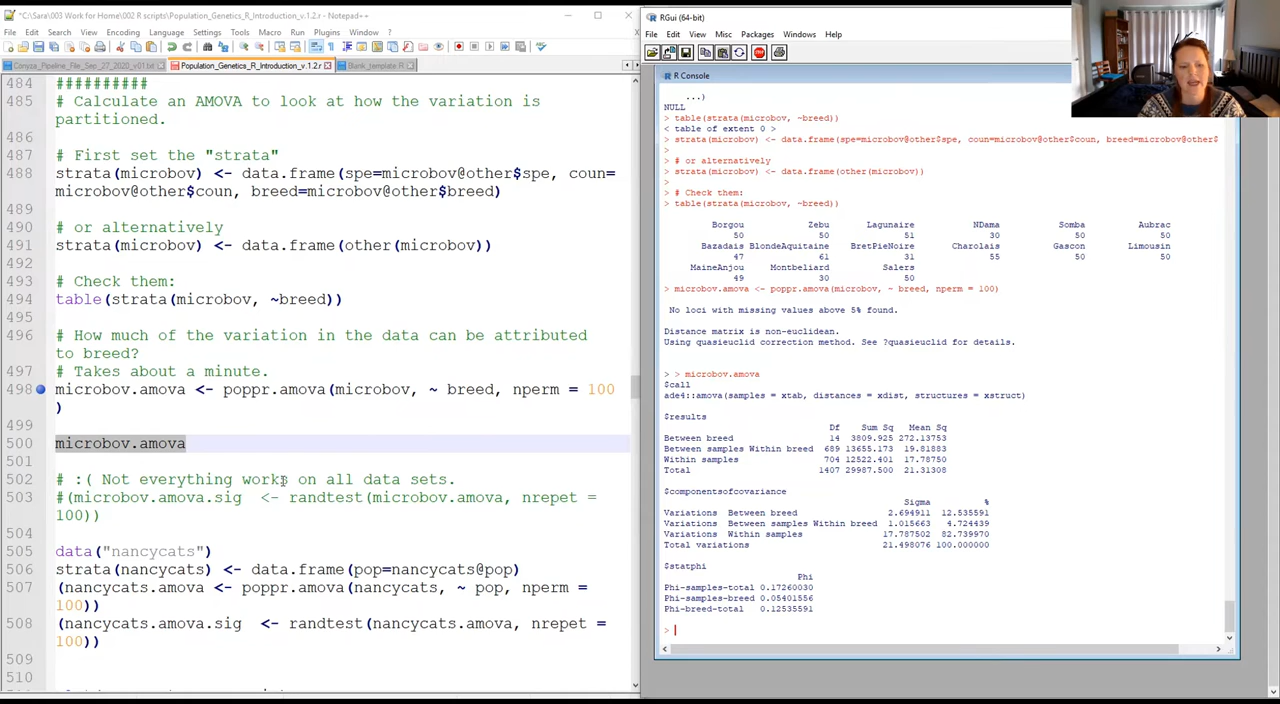 *C:\Sara\003 Work for Home\002 R scripts\Population_Genetics_R_Introduction_v.1.2.r - Notepad++
File Edit Search View Encoding Language Settings Tools Macro Run Plugins Window ? X
Conyza_Pipeline_File_Sep_27_2020_v01.txt Population_Genetics_R_Introduction_v.1.2.r Blank_template.R
484 ##########
485 # Calculate an AMOVA to look at how the variation is
partitioned.
486
487 # First set the "strata"
488 strata(microbov) <- data.frame(spe=microbov@other$spe, coun=
microbov@other$coun, breed=microbov@other$breed)
489
490 # or alternatively
491 strata(microbov) <- data.frame(other(microbov))
492
493 # Check them:
494 table(strata(microbov, ~breed))
495
496 # How much of the variation in the data can be attributed
to breed?
497 # Takes about a minute.
498 microbov.amova <- poppr.amova(microbov, ~ breed, nperm = 100
)
499
500 microbov.amova
501
502 # :( Not everything works on all data sets.
503 #(microbov.amova.sig <- randtest(microbov.amova, nrepet =
100))
504
505 data("nancycats")
506 strata(nancycats) <- data.frame(pop=nancycats@pop)
507 (nancycats.amova <- poppr.amova(nancycats, ~ pop, nperm =
100))
508 (nancycats.amova.sig <- randtest(nancycats.amova, nrepet =
100))
509
510
RGui (64-bit)
File Edit View Misc Packages Windows Help
R Console
...)
NULL
> table(strata(microbov, ~breed))
< table of extent 0 >
> strata(microbov) <- data.frame(spe=microbov@other$spe, coun=microbov@other$coun, breed=microbov@other$
>
> # or alternatively
> strata(microbov) <- data.frame(other(microbov))
>
> # Check them:
> table(strata(microbov, ~breed))
Borgou Zebu Lagunaire NDama Somba Aubrac
50 50 51 30 50 50
Bazadais BlondeAquitaine BretPieNoire Charolais Gascon Limousin
47 61 31 55 50 50
MaineAnjou Montbeliard Salers
49 30 50
> microbov.amova <- poppr.amova(microbov, ~ breed, nperm = 100)
No loci with missing values above 5% found.
Distance matrix is non-euclidean.
Using quasieuclid correction method. See ?quasieuclid for details.
> > microbov.amova
$call
ade4::amova(samples = xtab, distances = xdist, structures = xstruct)
$results
Df Sum Sq Mean Sq
Between breed 14 3809.925 272.13753
Between samples Within breed 689 13655.173 19.81883
Within samples 704 12522.401 17.78750
Total 1407 29987.500 21.31308
$componentsofcovariance
Sigma %
Variations Between breed 2.694911 12.535591
Variations Between samples Within breed 1.015663 4.724439
Variations Within samples 17.787502 82.739970
Total variations 21.498076 100.000000
$statphi
Phi
Phi-samples-total 0.17260030
Phi-samples-breed 0.05401556
Phi-breed-total 0.12535591
>